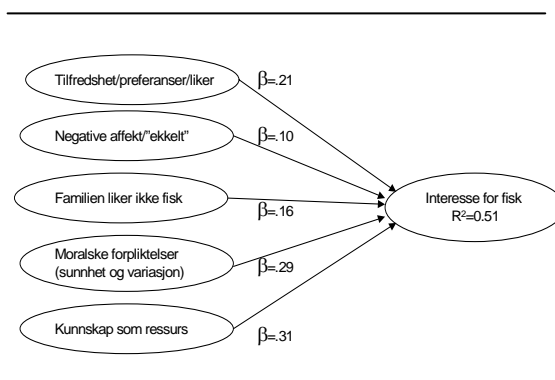 Tilfredshet/preferanser/liker
β=.21
Negative affekt/”ekkelt”
β=.10
Familien liker ikke fisk
β=.16
Interesse for fisk
R²=0.51
Moralske forpliktelser
(sunnhet og variasjon)
β=.29
Kunnskap som ressurs
β=.31